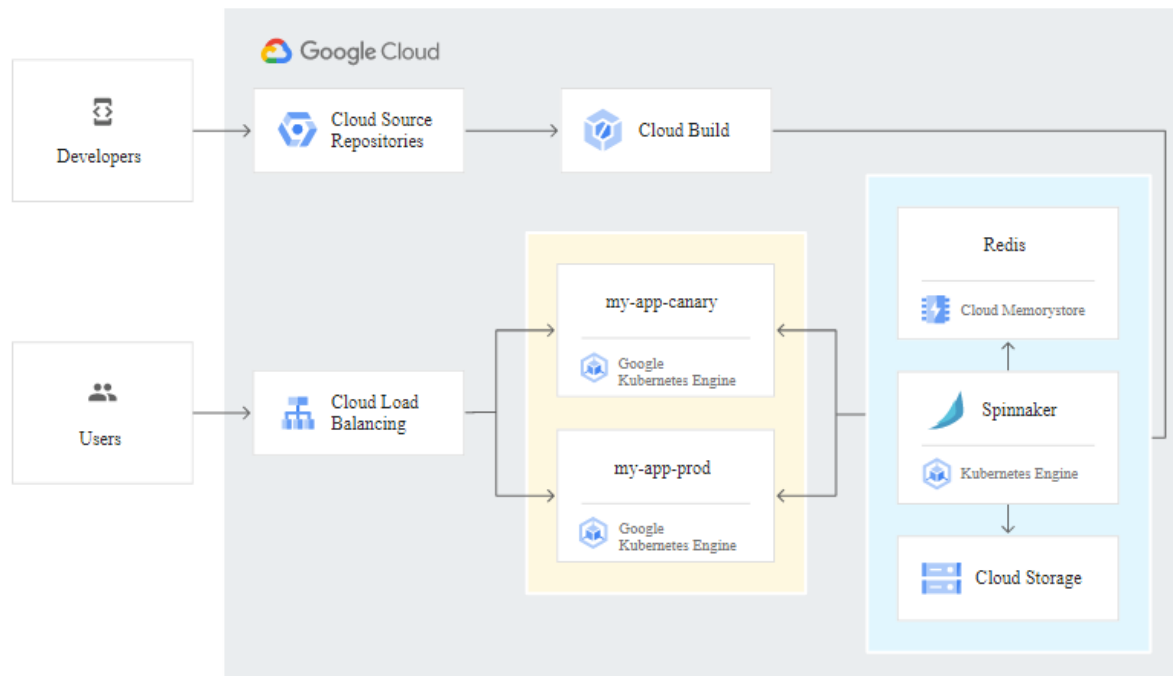 Google Cloud
Developers
Cloud Source
Repositories
Cloud Build
Users
Cloud Load
Balancing
my-app-canary
Google
Kubernetes Engine
my-app-prod
Google
Kubernetes Engine
Redis
Cloud Memorystore
Spinnaker
Kubernetes Engine
Cloud Storage